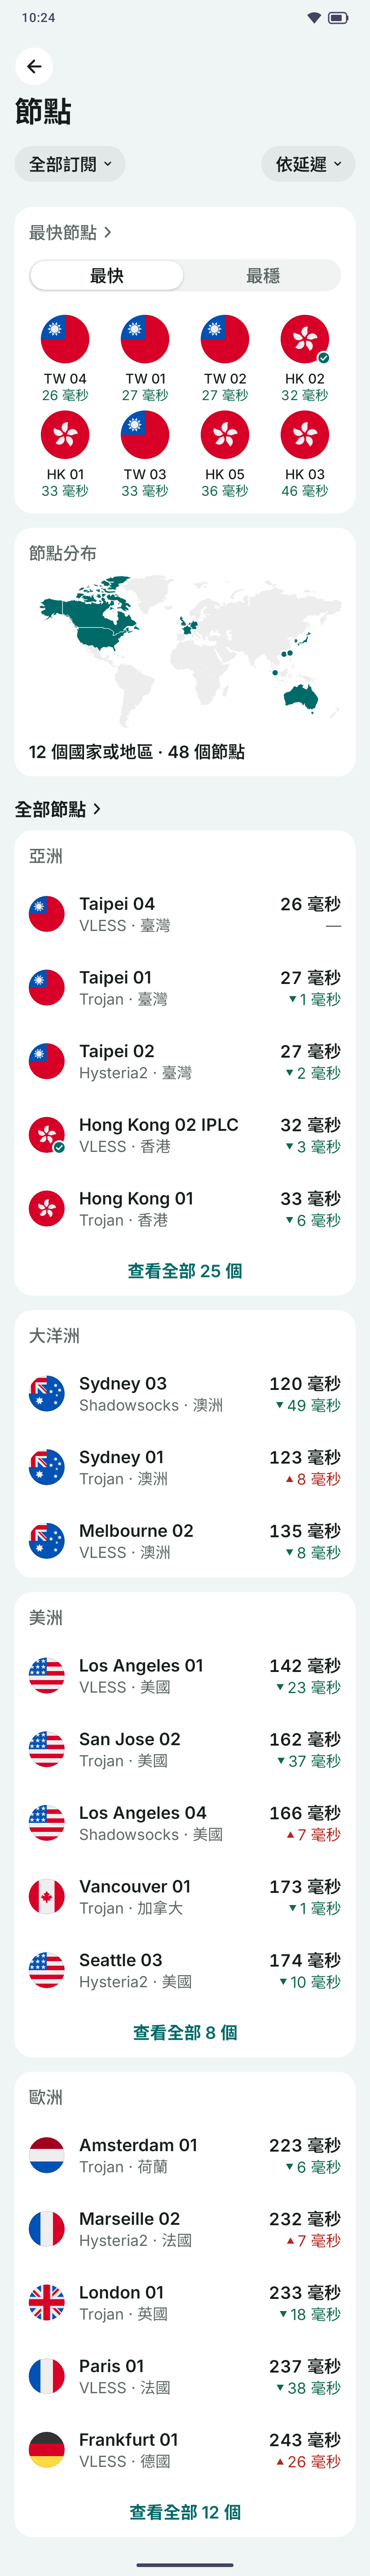 10:24
節點
全部訂閱
依延遲
最快節點
最快
最穩
TW 04
TW 01
TW 02
HK 02
26 毫秒
27 毫秒
27 毫秒
32 毫秒
HK 01
TW 03
HK 05
HK 03
33 毫秒
33 毫秒
36 毫秒
46 毫秒
節點分布
12 個國家或地區 · 48 個節點
全部節點
亞洲
Taipei 04
26 毫秒
VLESS · 臺灣
—
Taipei 01
27 毫秒
Trojan · 臺灣
▼1 毫秒
Taipei 02
27 毫秒
Hysteria2 · 臺灣
▼2 毫秒
Hong Kong 02 IPLC
32 毫秒
VLESS · 香港
▼3 毫秒
Hong Kong 01
33 毫秒
Trojan · 香港
▼6 毫秒
查看全部 25 個
大洋洲
Sydney 03
120 毫秒
Shadowsocks · 澳洲
▼49 毫秒
Sydney 01
123 毫秒
Trojan · 澳洲
▲8 毫秒
Melbourne 02
135 毫秒
VLESS · 澳洲
▼8 毫秒
美洲
Los Angeles 01
142 毫秒
VLESS · 美國
▼23 毫秒
San Jose 02
162 毫秒
Trojan · 美國
▼37 毫秒
Los Angeles 04
166 毫秒
Shadowsocks · 美國
▲7 毫秒
Vancouver 01
173 毫秒
Trojan · 加拿大
▼1 毫秒
Seattle 03
174 毫秒
Hysteria2 · 美國
▼10 毫秒
查看全部 8 個
歐洲
Amsterdam 01
223 毫秒
Trojan · 荷蘭
▼6 毫秒
Marseille 02
232 毫秒
Hysteria2 · 法國
▲7 毫秒
London 01
233 毫秒
Trojan · 英國
▼18 毫秒
Paris 01
237 毫秒
VLESS · 法國
▼38 毫秒
Frankfurt 01
243 毫秒
VLESS · 德國
▲26 毫秒
查看全部 12 個